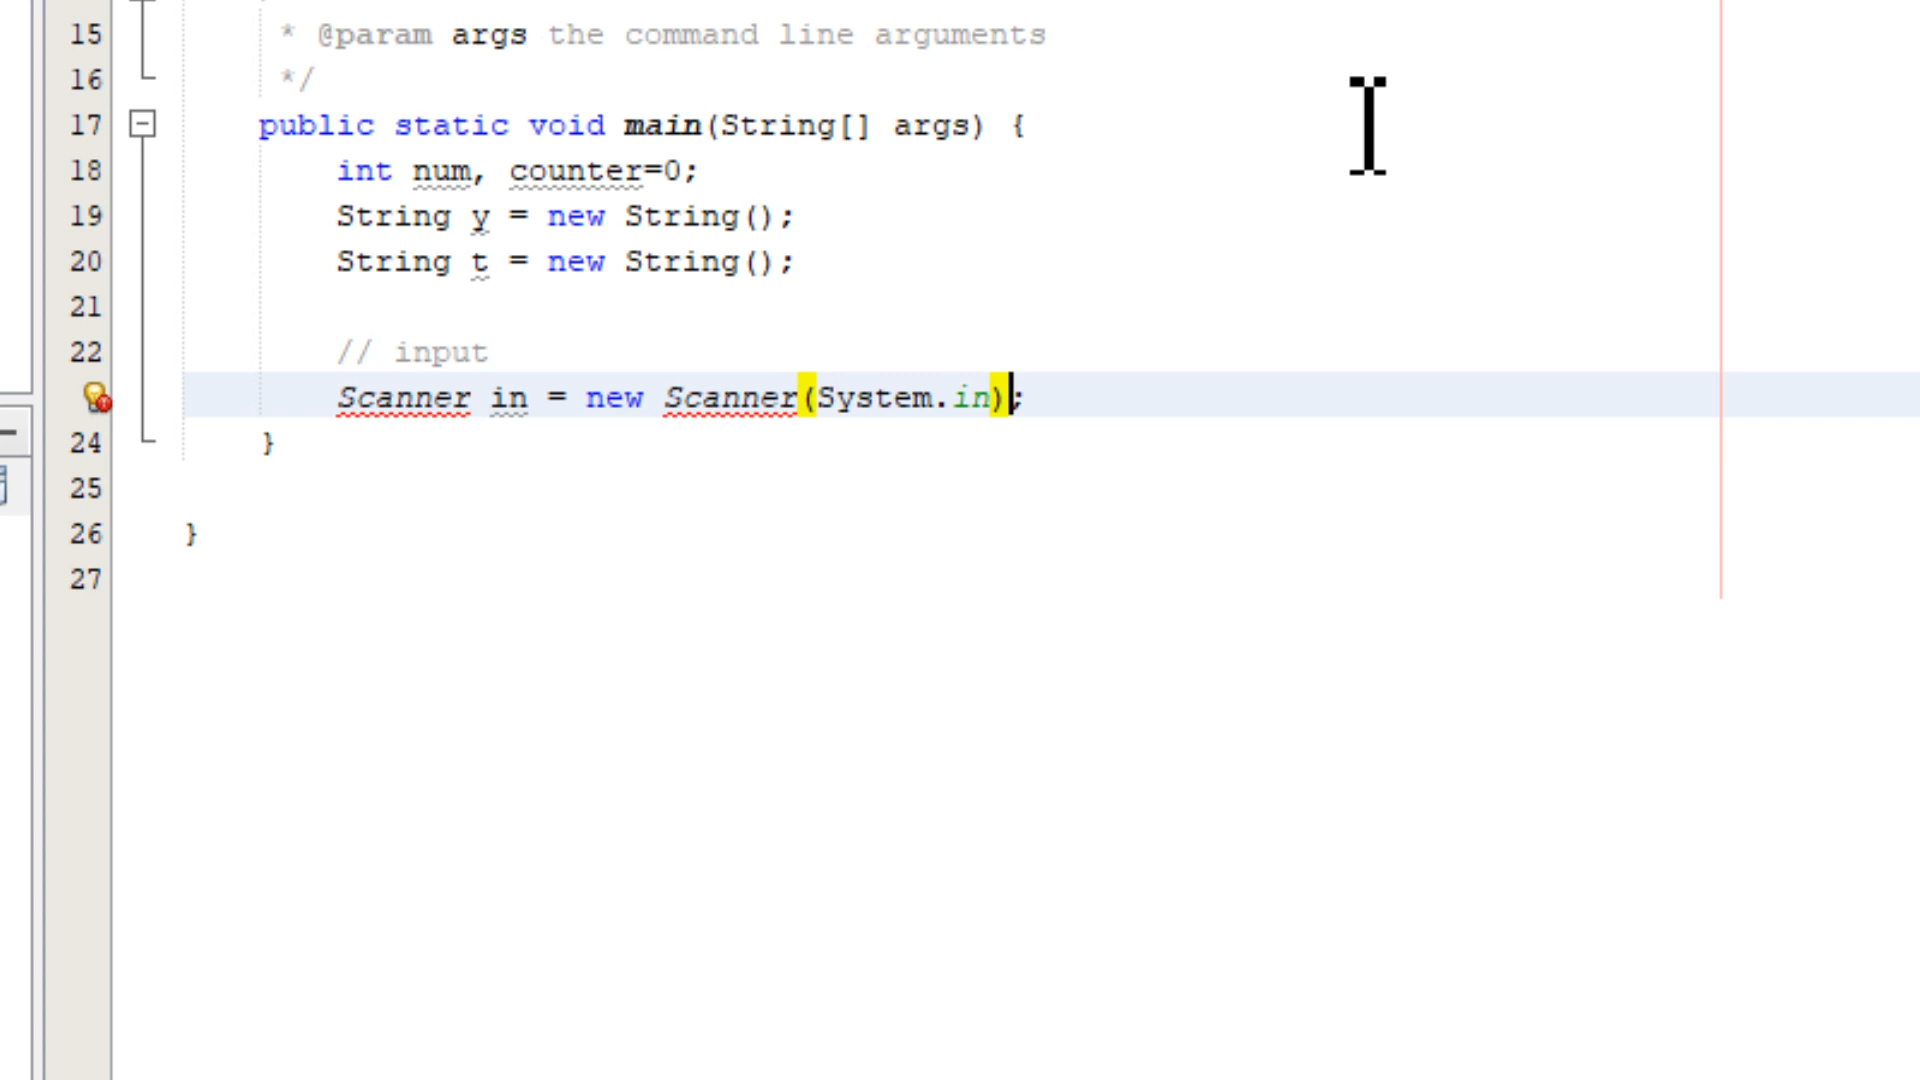 15 * @param args the command line arguments
16 */
17 public static void main(String[] args) {
18 int num, counter=0;
19 String y = new String();
20 String t = new String();
21
22 // input
Scanner in = new Scanner(System.in);
24 }
25
26 }
27